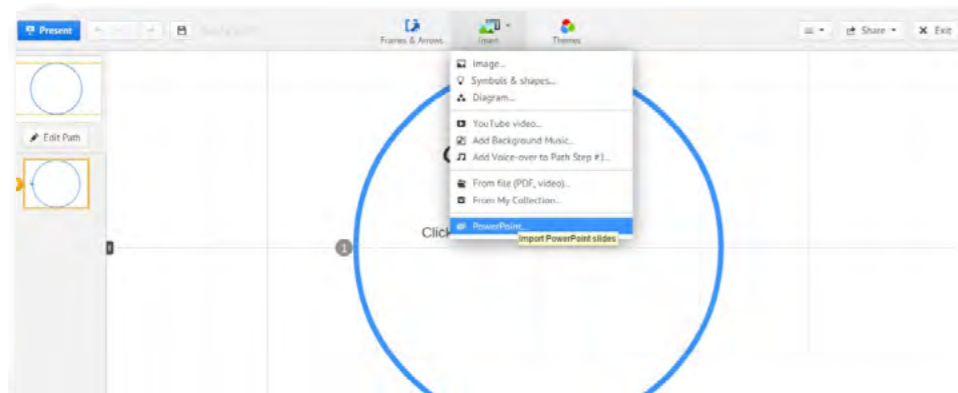 Present
Frames & Arrows
Insert
Themes
Share
Exit
Image...
Symbols & shapes...
Diagram...
Edit Path
YouTube video...
Add Background Music...
Add Voice-over to Path Step #1...
From file (PDF, video)...
From My Collection...
PowerPoint...
Import PowerPoint slides
Click
1